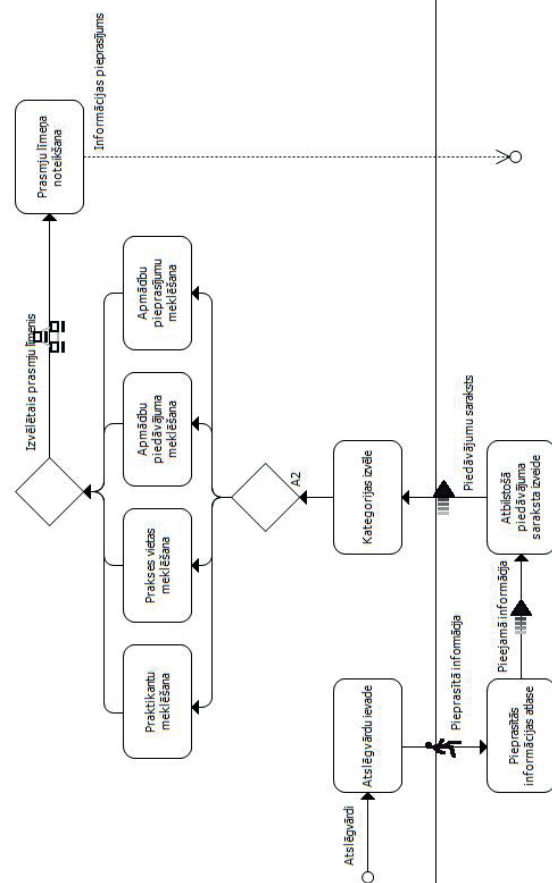 Atslēgvārdi
Atslēgvārdu ievade
Pieprasītā informācija
Pieprasītās
informācijas atlase
Pieejamā informācija
Atbilstošā
piedāvājuma
saraksta izveide
Piedāvājumu saraksts
Kategorijas izvēle
A2
Praktikantu
meklēšana
Prakses vietas
meklēšana
Apmācību
piedāvājuma
meklēšana
Apmācību
pieprasījumu
meklēšana
Izvēlētais prasmju līmenis
Prasmju līmeņa
noteikšana
Informācijas pieprasījums